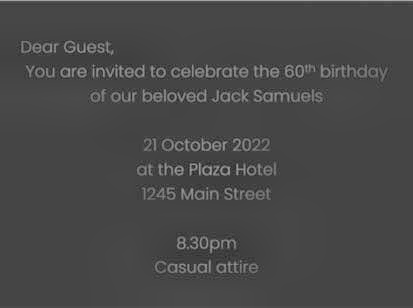 Dear Guest,
You are invited to celebrate the 60th birthday
of our beloved Jack Samuels
21 October 2022
at the Plaza Hotel
1245 Main Street
8.30pm
Casual attire